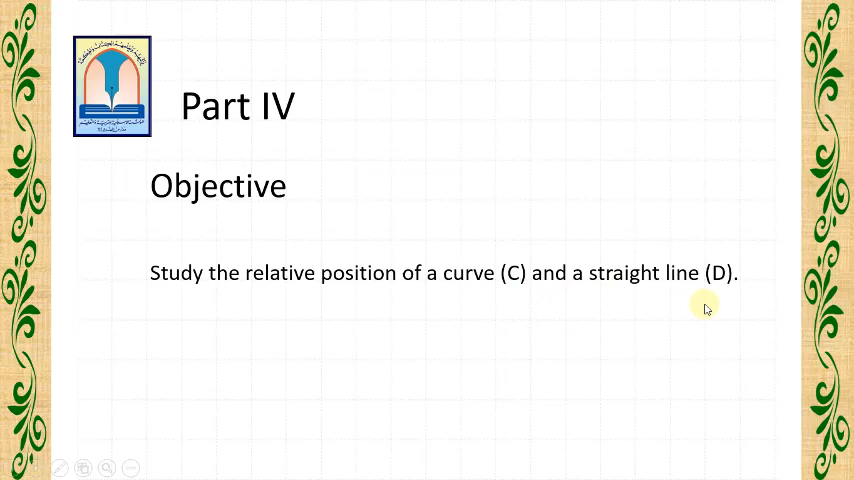 Part IV
Objective
Study the relative position of a curve (C) and a straight line (D).